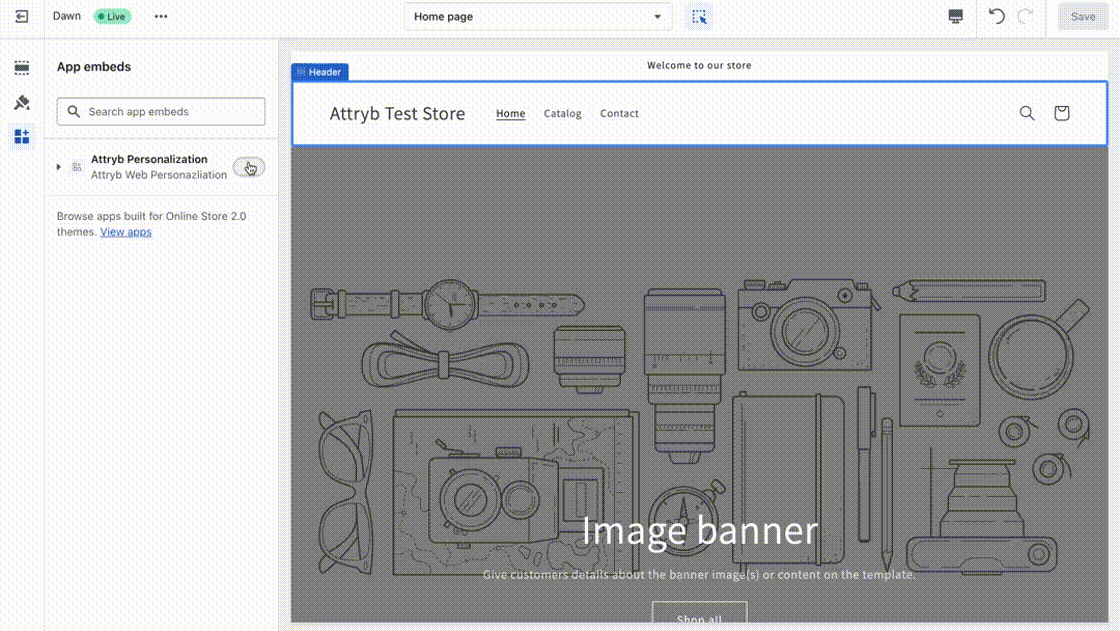 Dawn
Live
Home page
Save
App embeds
Search app embeds
Attryb Personalization
Attryb Web Personazliation
Browse apps built for Online Store 2.0
themes. View apps
Welcome to our store
Header
Attryb Test Store
Home
Catalog
Contact
Image banner
Give customers details about the banner image(s) or content on the template.
Shop all